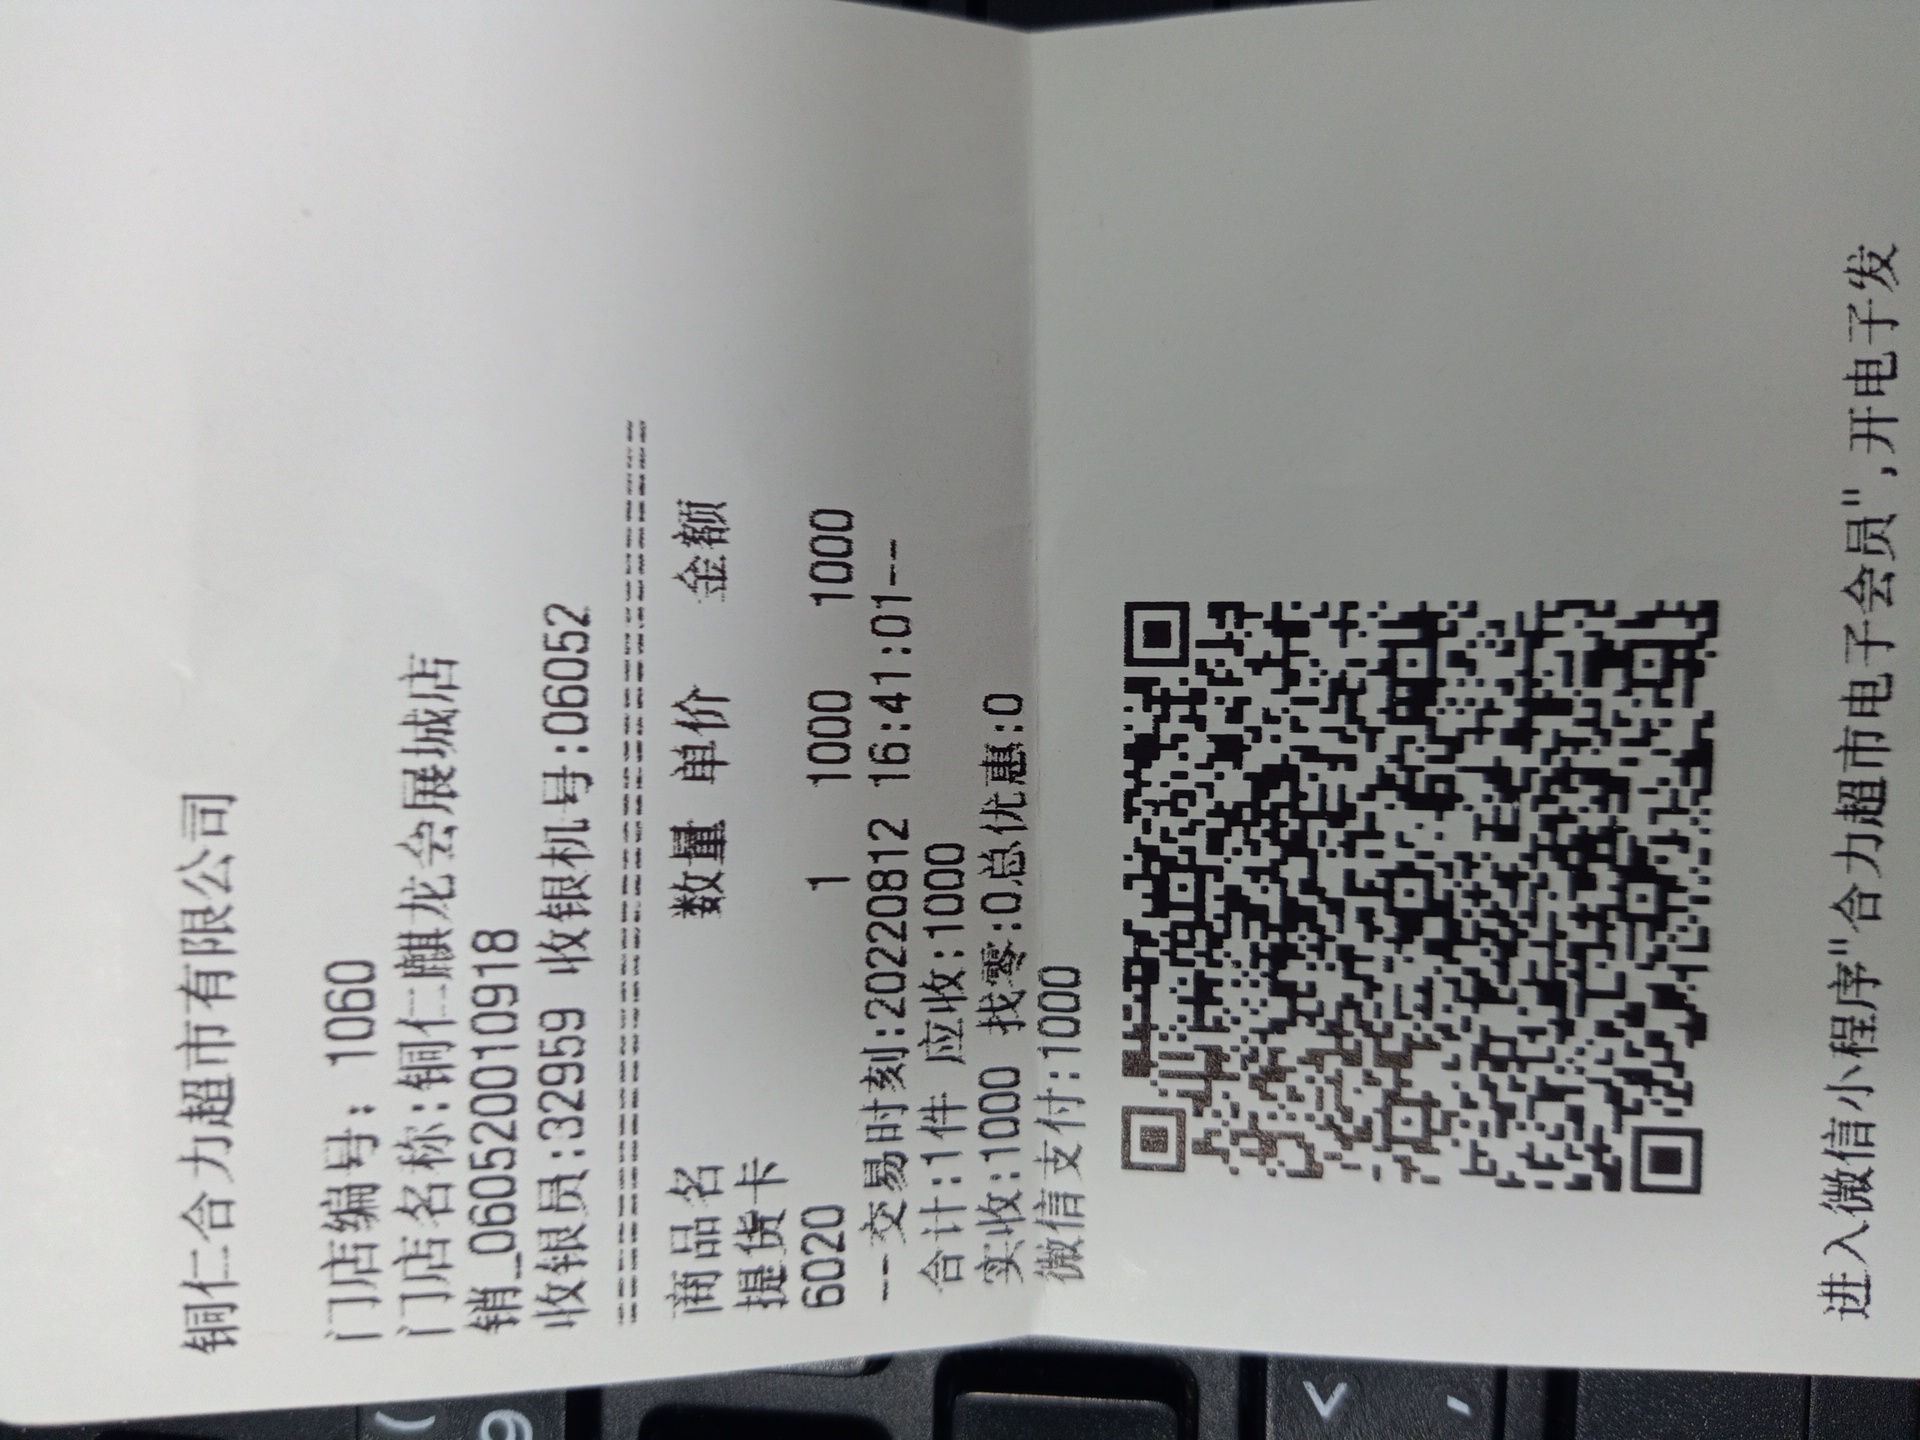 铜仁合力超市有限公司
门店编号: 1060
门店名称:铜仁麒龙会展城店
销_060520010918
收银员:32959 收银机号:06052
商品名 数量 单价 金额
提货卡
6020 1 1000 1000
--交易时刻:20220812 16:41:01--
合计:1件 应收:1000
实收:1000 找零:0总优惠:0
微信支付:1000
进入微信小程序"合力超市电子会员",开电子发
( 9
< ,